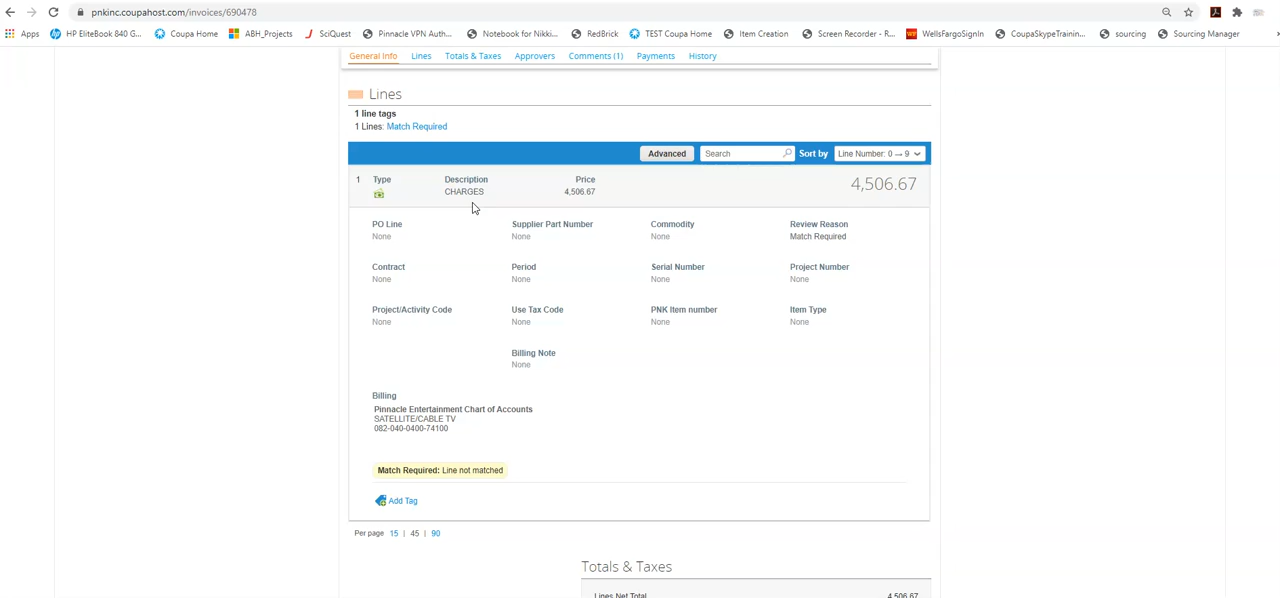 pnkinc.coupahost.com/invoices/690478
Apps HP EliteBook 840 G... Coupa Home ABH_Projects SciQuest Pinnacle VPN Auth... Notebook for Nikki... RedBrick TEST Coupa Home Item Creation Screen Recorder - R... WellsFargoSignIn CoupaSkypeTrainin... sourcing Sourcing Manager
General Info Lines Totals & Taxes Approvers Comments (1) Payments History
Lines
1 line tags
1 Lines: Match Required
Advanced Search Sort by Line Number: 0 → 9
1 Type Description Price 4,506.67
CHARGES 4,506.67
PO Line Supplier Part Number Commodity Review Reason
None None None Match Required
Contract Period Serial Number Project Number
None None None None
Project/Activity Code Use Tax Code PNK Item number Item Type
None None None None
Billing Note
None
Billing
Pinnacle Entertainment Chart of Accounts
SATELLITE/CABLE TV
082-040-0400-74100
Match Required: Line not matched
Add Tag
Per page 15 | 45 | 90
Totals & Taxes
Lines Net Total 4,506.67